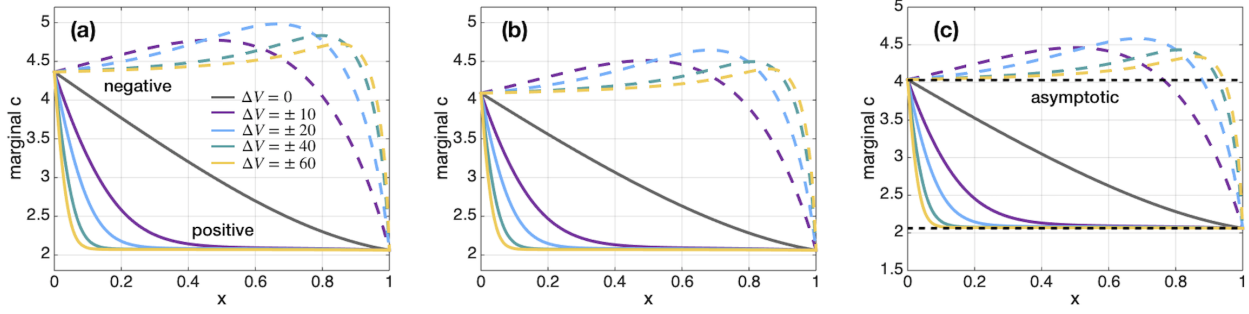 (a)
marginal c
5
4.5
4
3.5
3
2.5
2
negative
ΔV = 0
ΔV = ± 10
ΔV = ± 20
ΔV = ± 40
ΔV = ± 60
positive
0 0.2 0.4 0.6 0.8 1
x
(b)
marginal c
5
4.5
4
3.5
3
2.5
2
0 0.2 0.4 0.6 0.8 1
x
(c)
marginal c
5
4.5
4
3.5
3
2.5
2
1.5
asymptotic
0 0.2 0.4 0.6 0.8 1
x